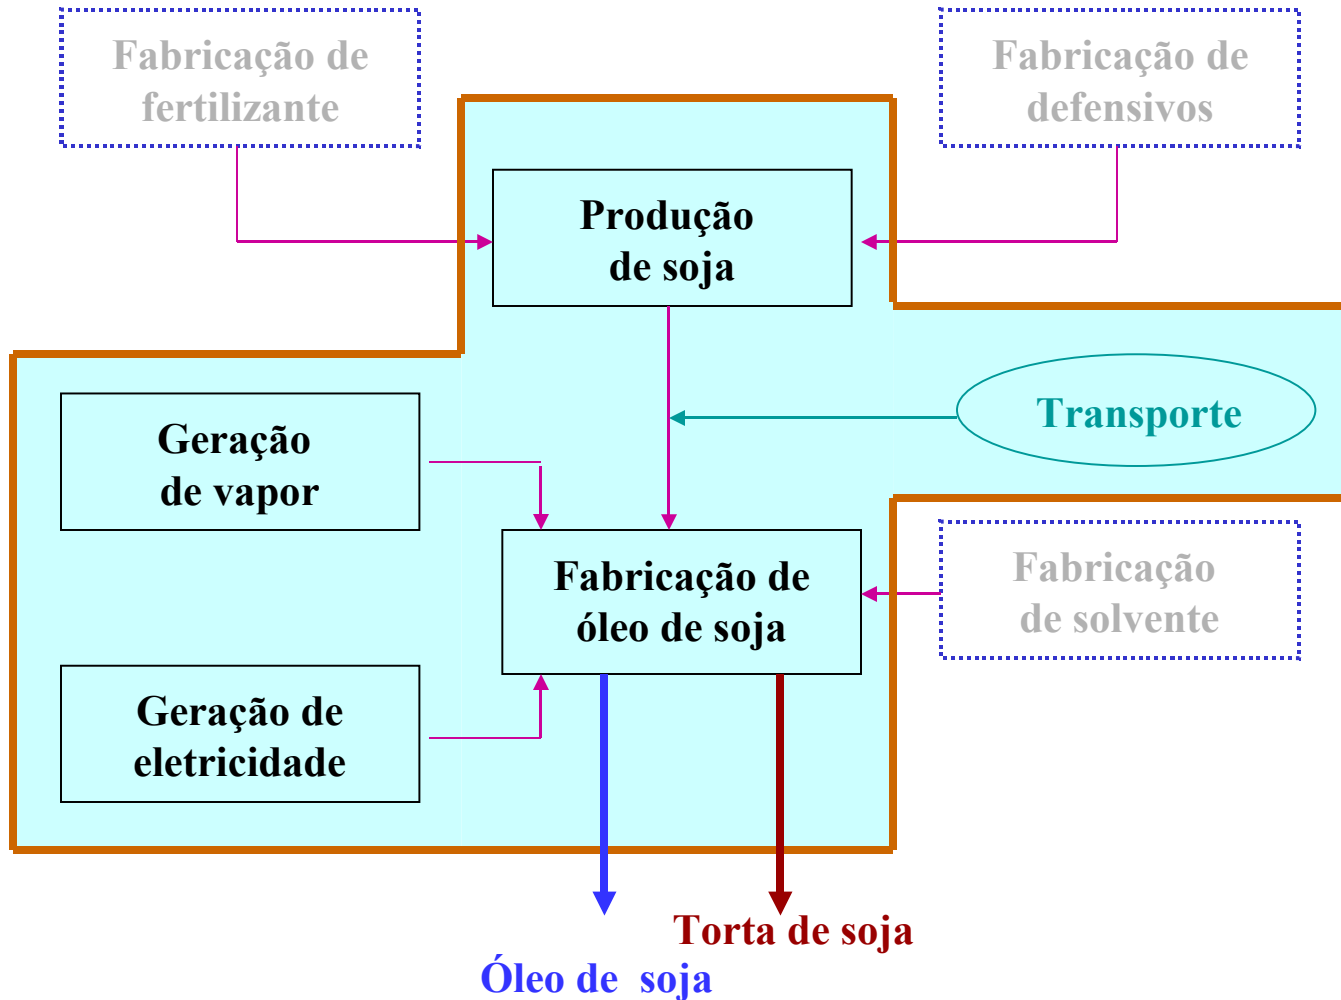 Fabricação de
fertilizante
Fabricação de
defensivos
Produção
de soja
Transporte
Geração
de vapor
Fabricação de
óleo de soja
Fabricação
de solvente
Geração de
eletricidade
Torta de soja
Óleo de soja